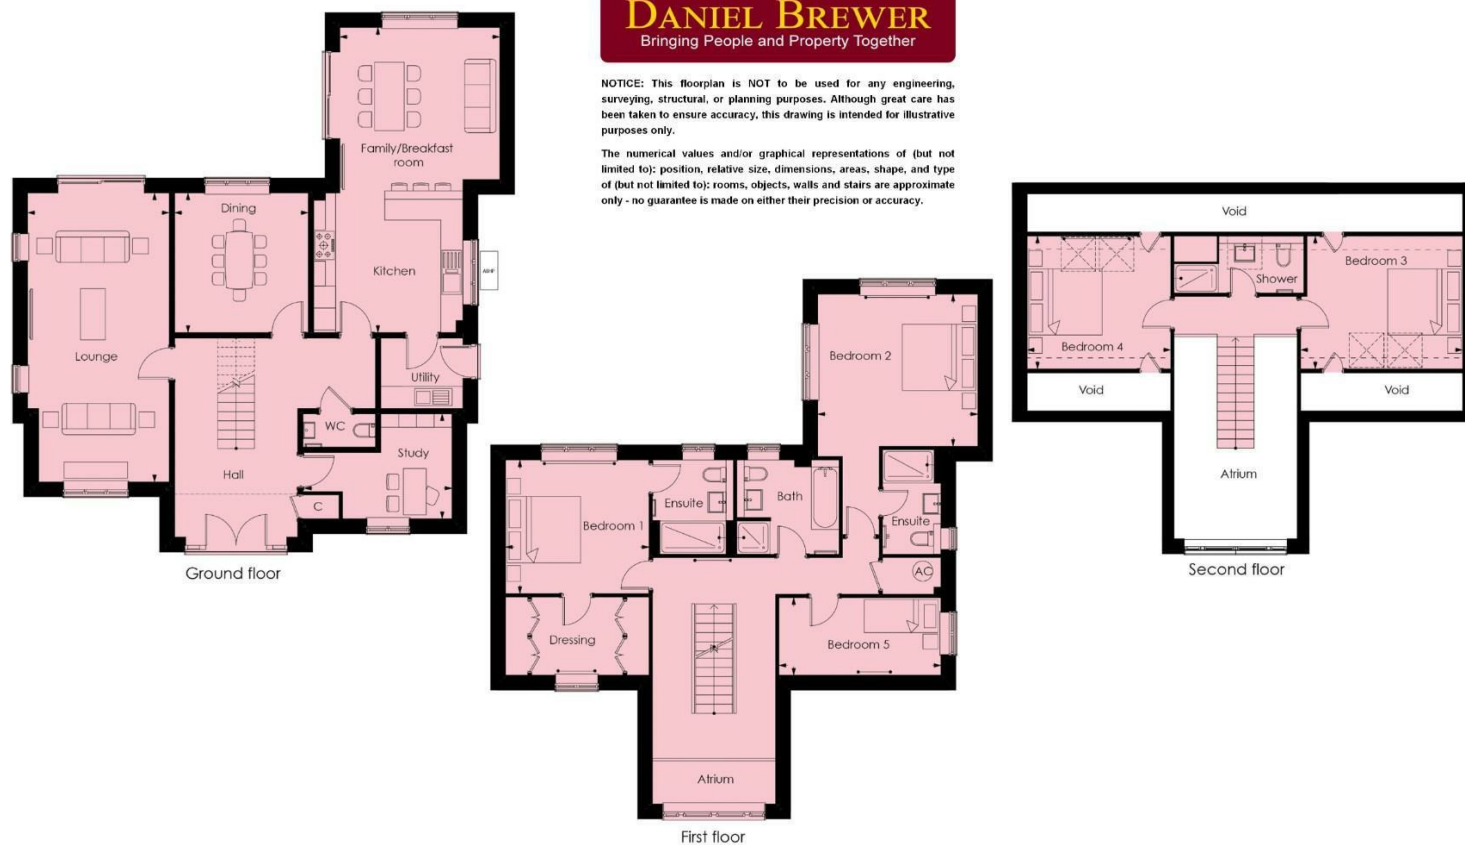 DANIEL BREWER
Bringing People and Property Together
NOTICE: This floorplan is NOT to be used for any engineering,
surveying, structural, or planning purposes. Although great care has
been taken to ensure accuracy, this drawing is intended for illustrative
purposes only.
The numerical values and/or graphical representations of (but not
limited to): position, relative size, dimensions, areas, shape, and type
of (but not limited to): rooms, objects, walls and stairs are approximate
only - no guarantee is made on either their precision or accuracy.
Family/Breakfast
room
Dining
Kitchen
ASHP
Lounge
Utility
WC
Study
Hall
C
Ground floor
Bedroom 2
Bedroom 1
Ensuite
Bath
Ensuite
AC
Dressing
Bedroom 5
Atrium
First floor
Void
Bedroom 3
Shower
Bedroom 4
Void
Void
Atrium
Second floor